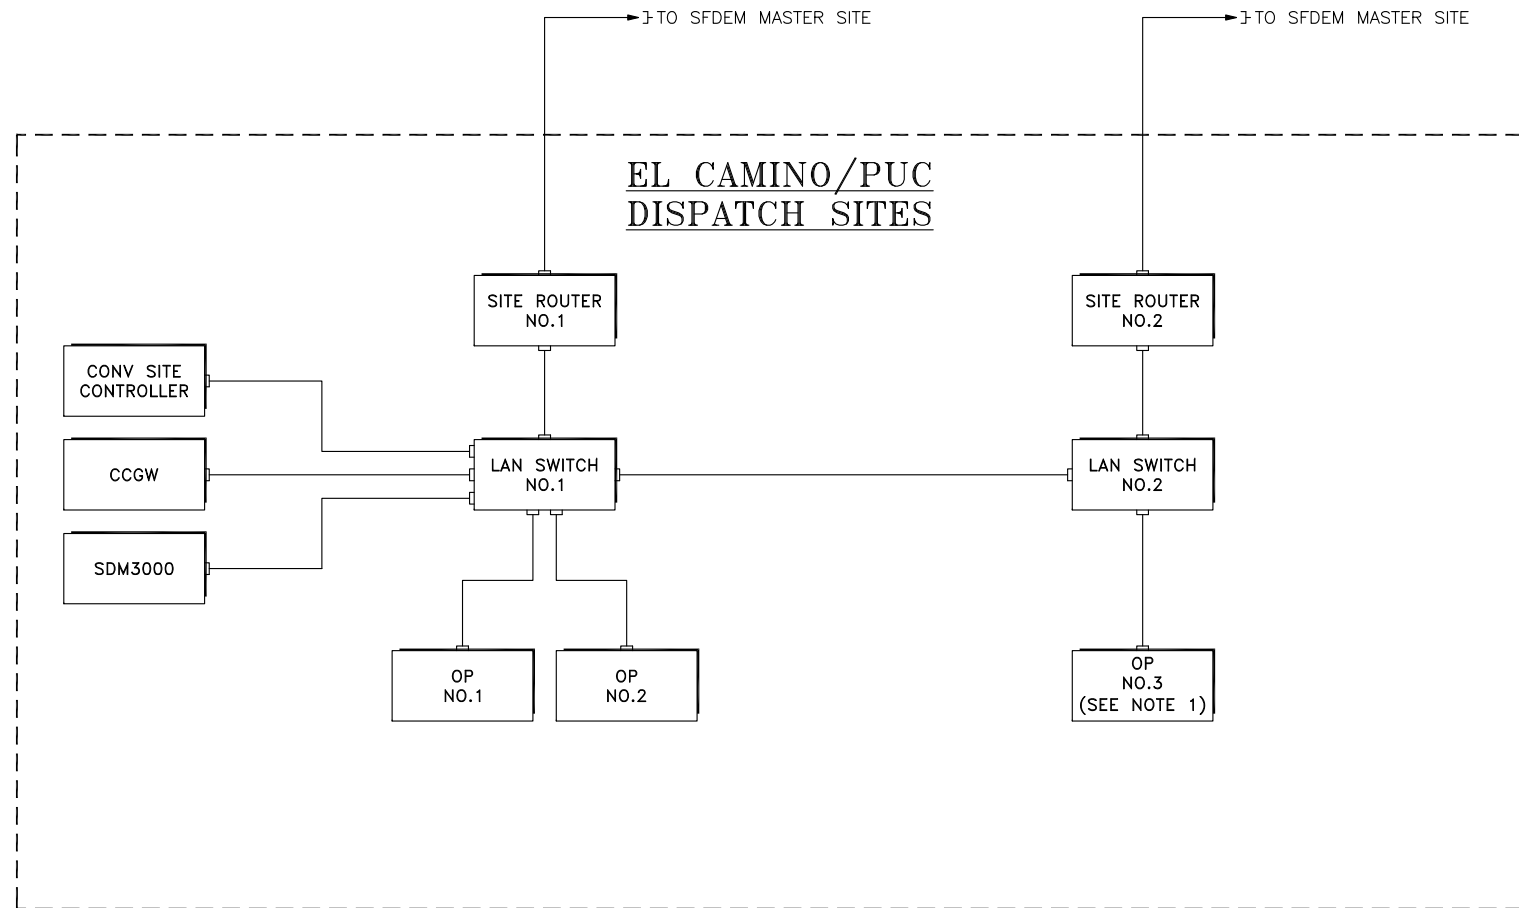 TO SFDEM MASTER SITE
TO SFDEM MASTER SITE
EL CAMINO/PUC
DISPATCH SITES
SITE ROUTER
NO.1
SITE ROUTER
NO.2
CONV SITE
CONTROLLER
CCGW
SDM3000
LAN SWITCH
NO.1
LAN SWITCH
NO.2
OP
NO.1
OP
NO.2
OP
NO.3
(SEE NOTE 1)